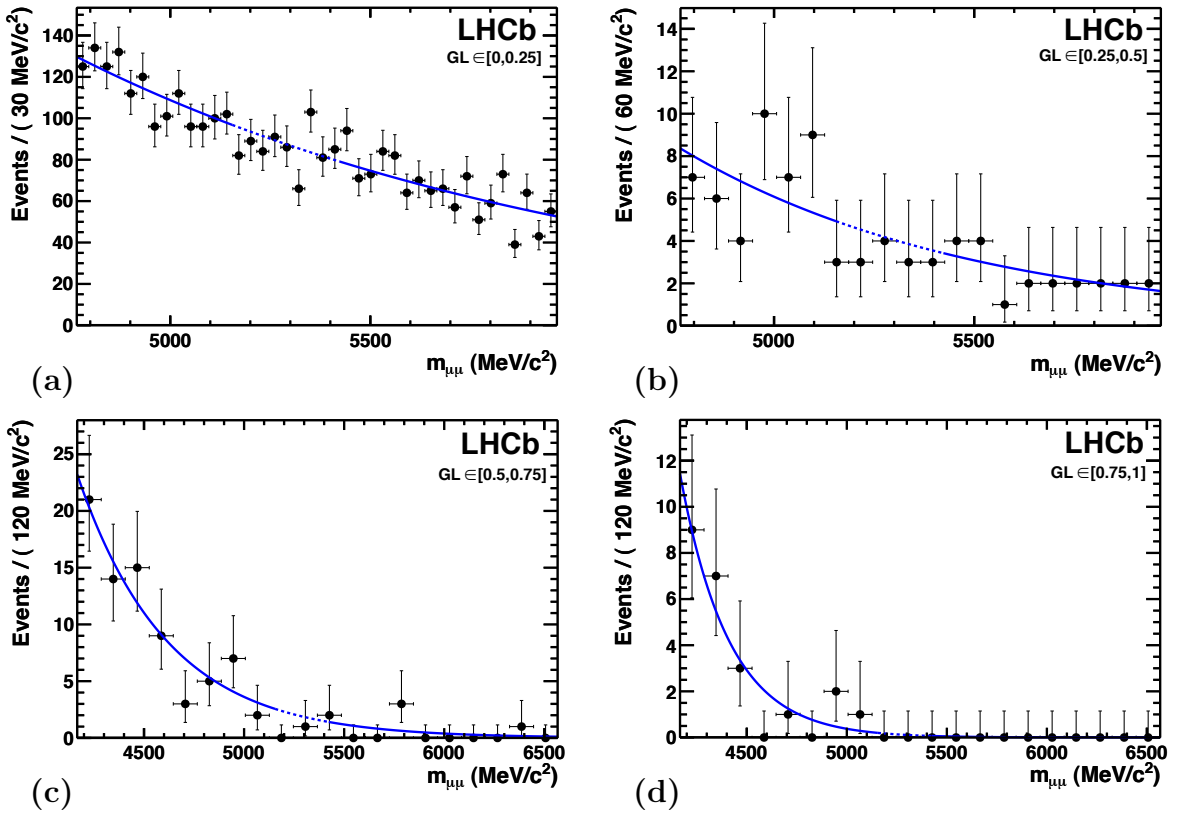 Events / ( 30 MeV/c²)
140
120
100
80
60
40
20
0
LHCb
GL ∈[0,0.25]
5000
5500
mμμ (MeV/c²)
(a)
Events / ( 60 MeV/c²)
14
12
10
8
6
4
2
0
LHCb
GL ∈[0.25,0.5]
5000
5500
mμμ (MeV/c²)
(b)
Events / ( 120 MeV/c²)
25
20
15
10
5
0
LHCb
GL ∈[0.5,0.75]
4500
5000
5500
6000
6500
mμμ (MeV/c²)
(c)
Events / ( 120 MeV/c²)
12
10
8
6
4
2
0
LHCb
GL ∈[0.75,1]
4500
5000
5500
6000
6500
mμμ (MeV/c²)
(d)